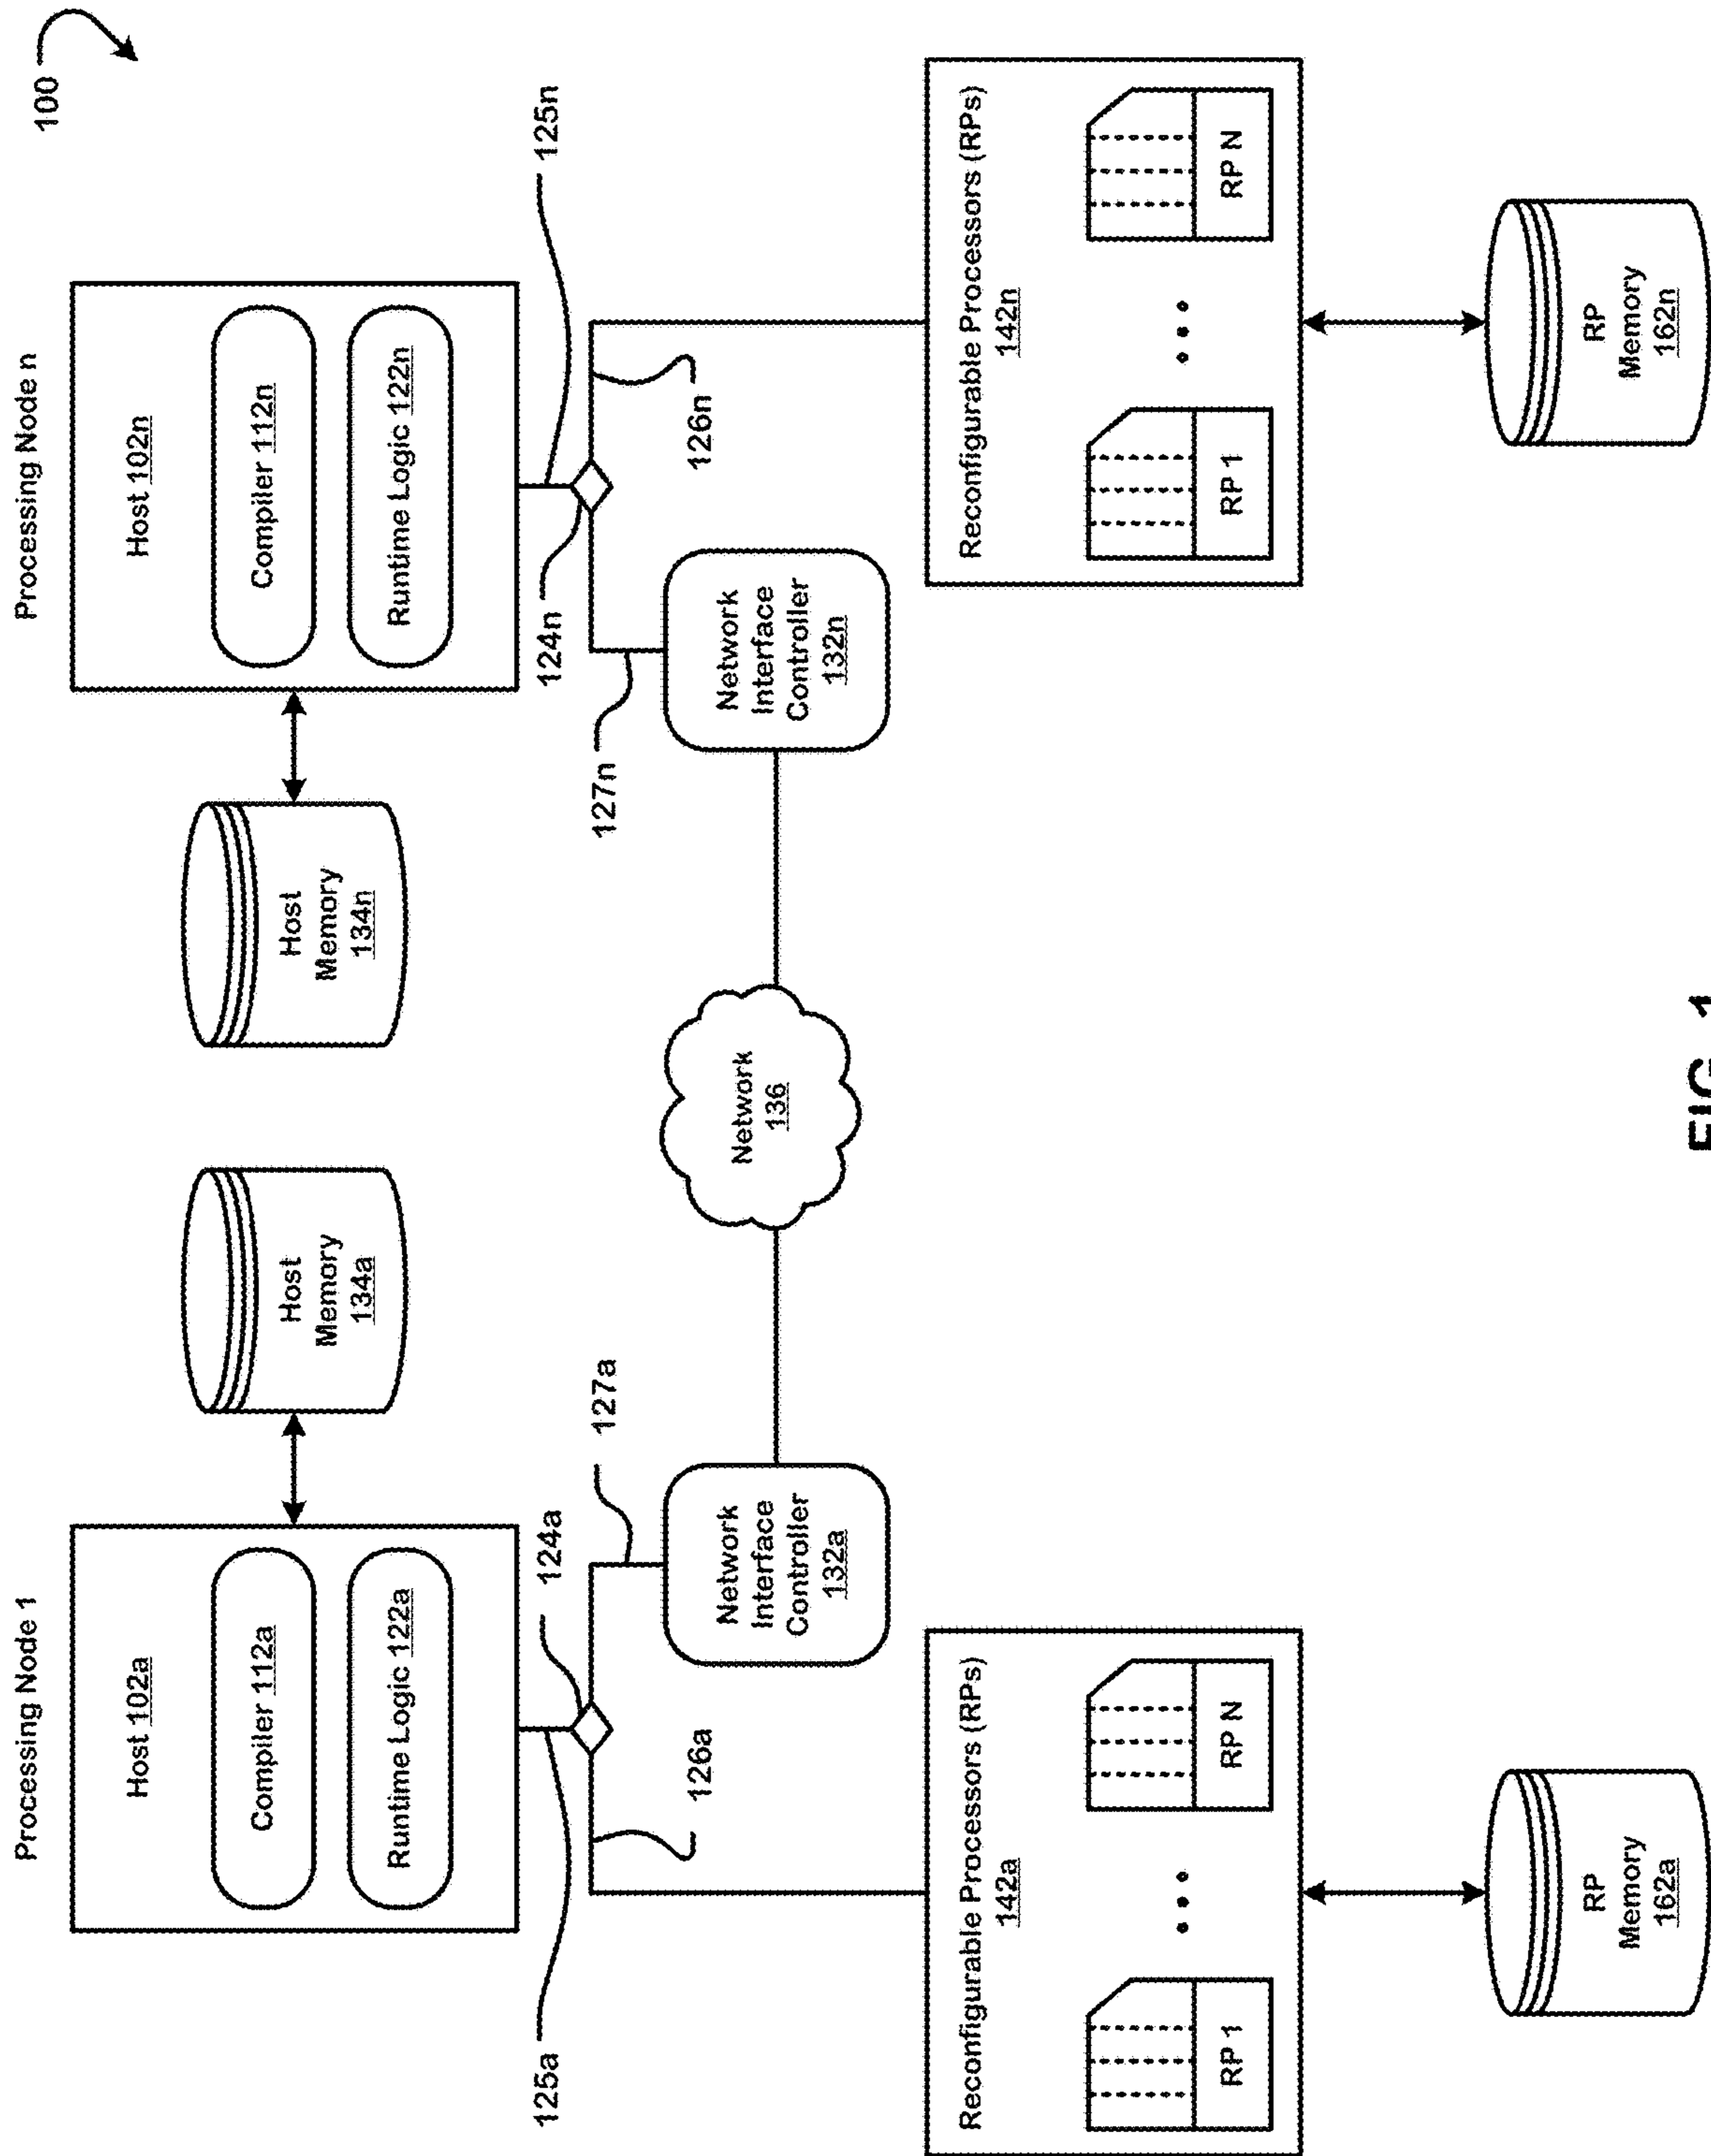 100
Processing Node 1
Processing Node n
Host 102a
Compiler 112a
Runtime Logic 122a
Host
Memory
134a
Host
Memory
134n
Host 102n
Compiler 112n
Runtime Logic 122n
125a
124a
126a
127a
127n
124n
125n
126n
Network
Interface
Controller
132a
Network
136
Network
Interface
Controller
132n
Reconfigurable Processors (RPs)
142a
RP 1
RP N
Reconfigurable Processors (RPs)
142n
RP 1
RP N
RP
Memory
162a
RP
Memory
162n
FIG. 1